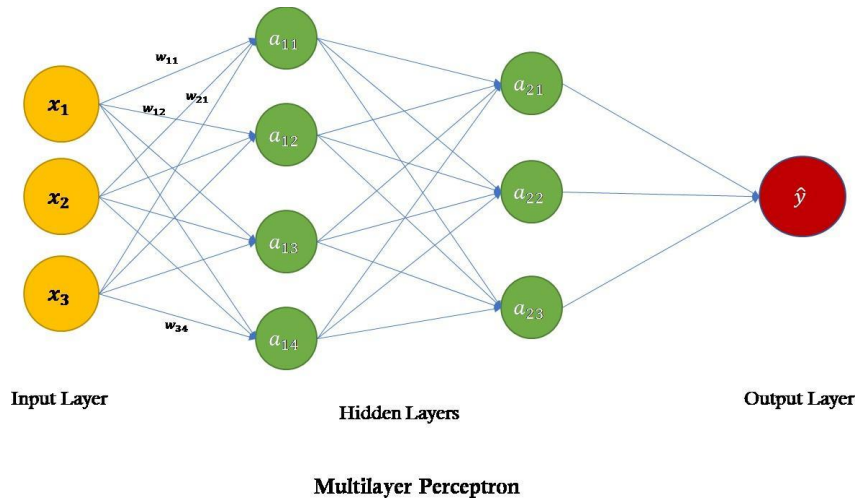 a₁₁
w₁₁
a₂₁
w₂₁
x₁
w₁₂
a₁₂
x₂
a₂₂
ŷ
a₁₃
x₃
a₂₃
w₃₄
a₁₄
Input Layer
Hidden Layers
Output Layer
Multilayer Perceptron